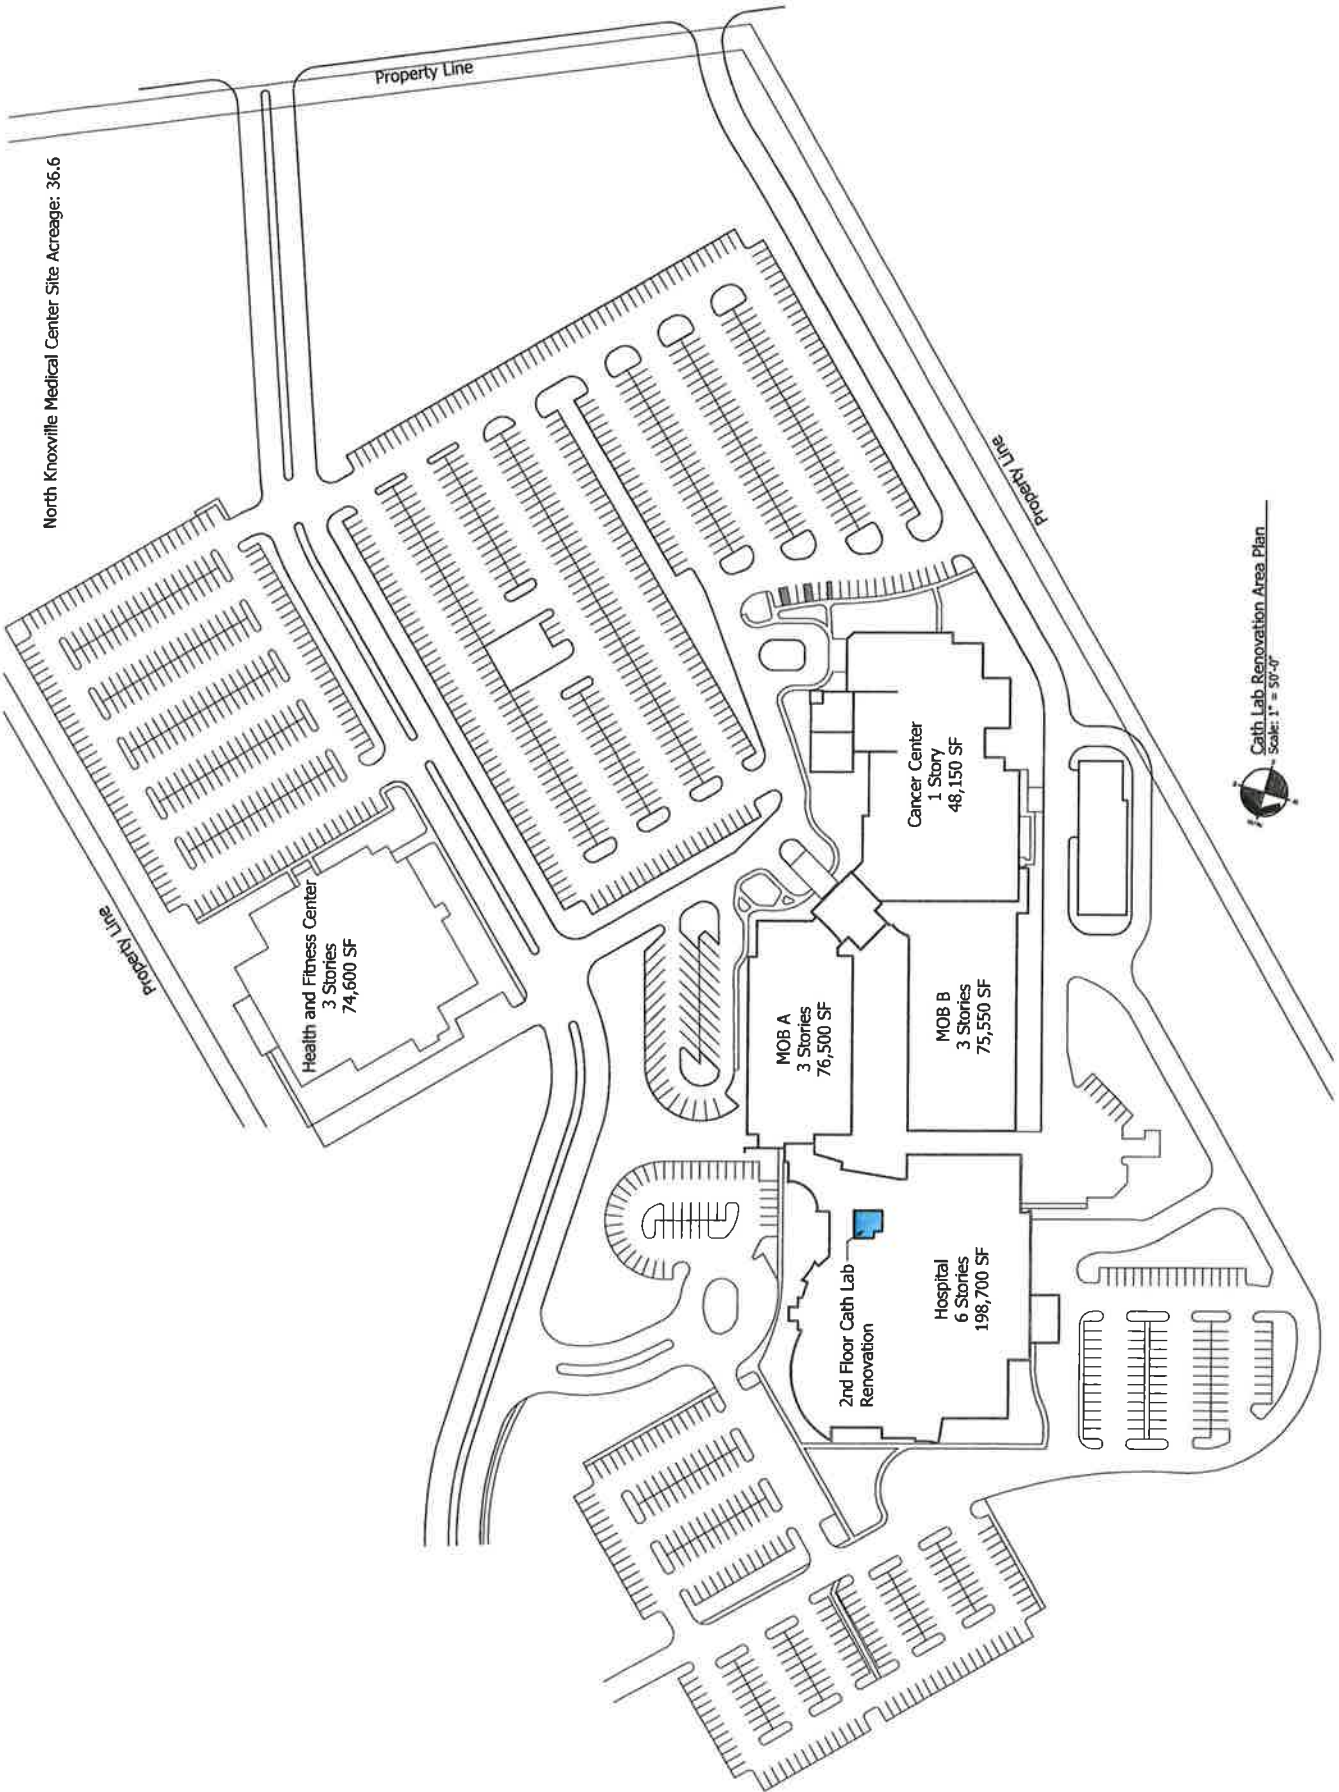 North Knoxville Medical Center Site Acreage: 36.6
Property Line
Property Line
Health and Fitness Center
3 Stories
74,600 SF
Property Line
Cancer Center
1 Story
48,150 SF
MOB A
3 Stories
76,500 SF
MOB B
3 Stories
75,550 SF
2nd Floor Cath Lab
Renovation
Hospital
6 Stories
198,700 SF
Cath Lab Renovation Area Plan
Scale: 1" = 50'-0"